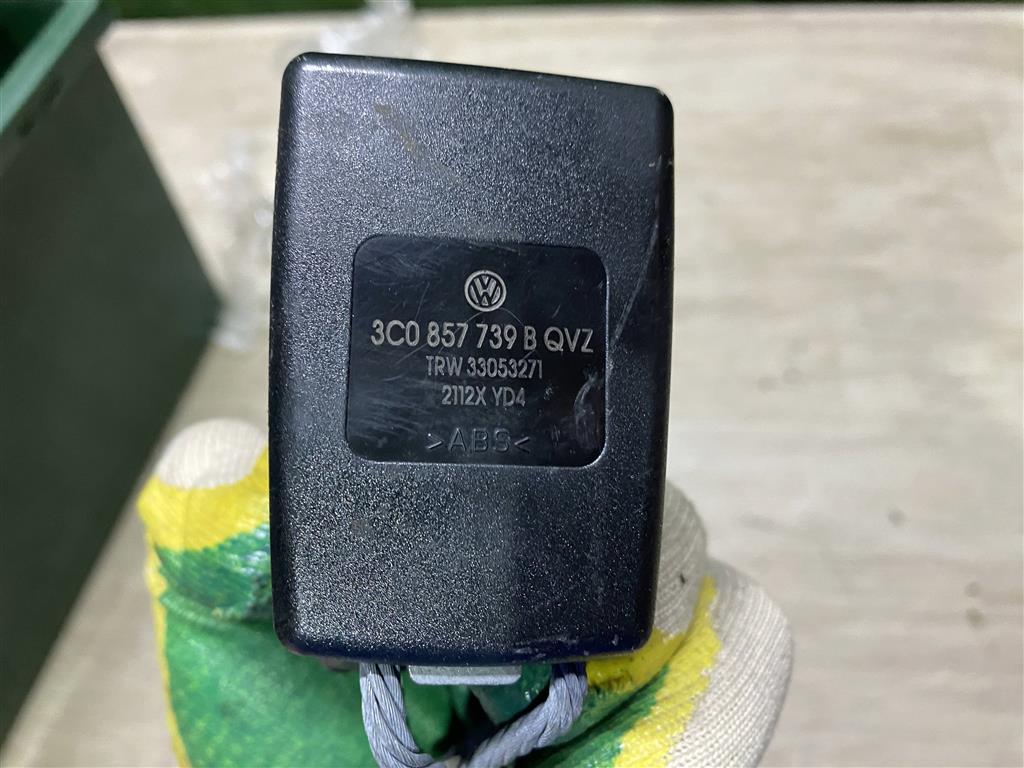 3C0 857 739 B QVZ
TRW 33053271
2112X YD4
>ABS<